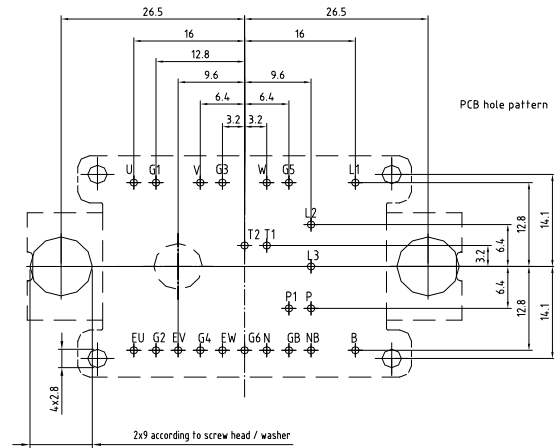 26.5 26.5
16 16
12.8
9.6 9.6
6.4 6.4
3.2 3.2
PCB hole pattern
U G1 V G3 W G5 L1
L2
T2 T1
L3
P1 P
EU G2 EV G4 EW G6 N GB NB B
3.2 6.4 12.8 14.1
6.4 12.8 14.1
4x2.8
2x9 according to screw head / washer